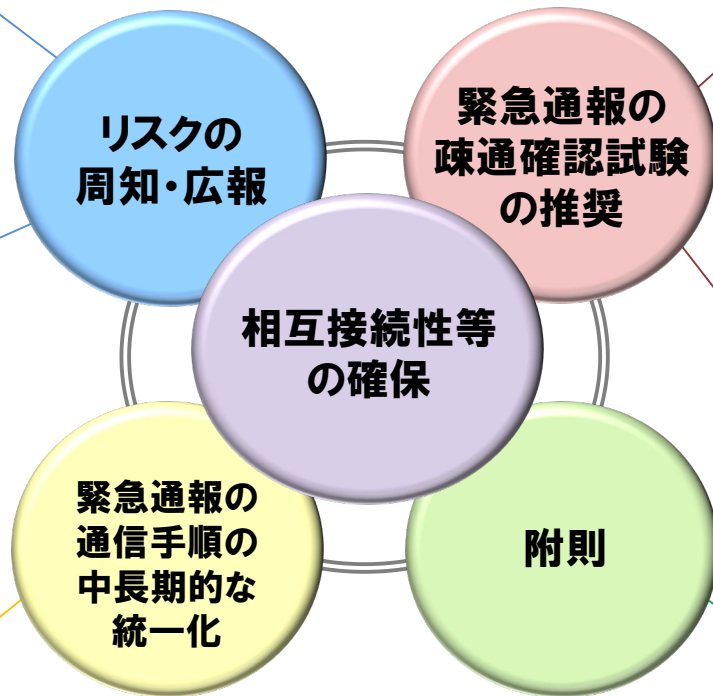 リスクの
周知・広報
緊急通報の
疎通確認試験
の推奨
相互接続性等
の確保
緊急通報の
通信手順の
中長期的な
統一化
附則